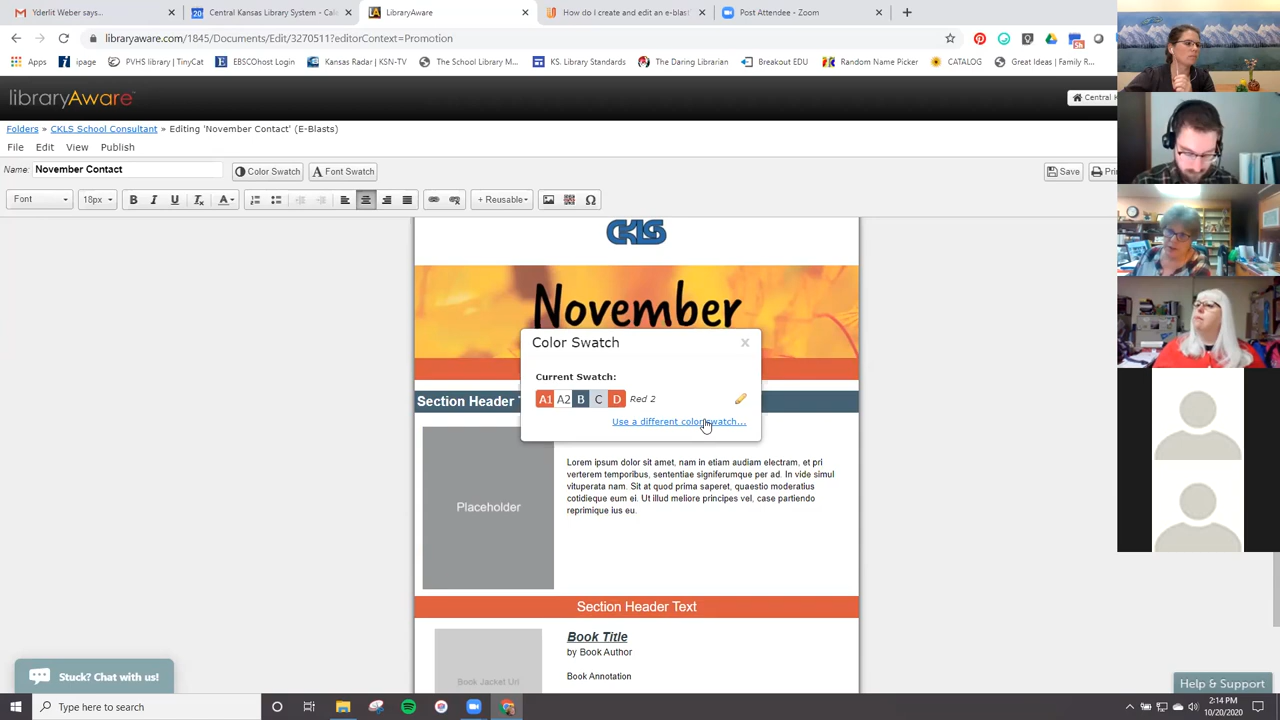 Yderlit Weber says...
Central Kansas Library System - Cal
LibraryAware
How do I create and edit an e-blas
Post Attendee - Zoom
libraryaware.com/1845/Documents/Edit/3270511?editorContext=Promotion
Apps
ipage
PVHS library | TinyCat
EBSCOhost Login
Kansas Radar | KSN-TV
The School Library M...
KS. Library Standards
The Daring Librarian
Breakout EDU
Random Name Picker
CATALOG
Great Ideas | Family R...
libraryAware™
Central K
Folders » CKLS School Consultant » Editing 'November Contact' (E-Blasts)
File Edit View Publish
Name: November Contact
Color Swatch
Font Swatch
Save
Pri
Font 18px B I U + Reusable
CKLS
November
Color Swatch
Current Swatch:
A1 A2 B C D Red 2
Use a different color swatch...
Section Header T
Placeholder
Lorem ipsum dolor sit amet, nam in etiam audiam electram, et pri
verterem temporibus, sententiae signiferumque per ad. In vide simul
vituperata nam. Sit at quod prima saperet, quaestio moderatius
cotidieque eum ei. Ut illud meliore principes vel, case partiendo
reprimique ius eu.
Section Header Text
Book Title
by Book Author
Book Annotation
Book Jacket Url
Stuck? Chat with us!
Help & Support
Type here to search
2:14 PM
10/20/2020